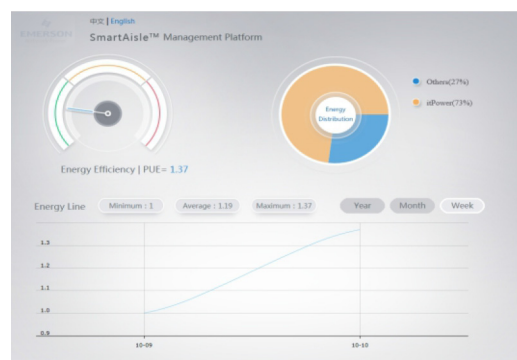 中文 | English
EMERSON
SmartAisle™ Management Platform
Others(27%)
itPower(73%)
Energy
Distribution
Energy Efficiency | PUE= 1.37
Energy Line
Minimum : 1
Average : 1.19
Maximum : 1.37
Year
Month
Week
1.3
1.2
1.1
1.0
0.9
10-09
10-10